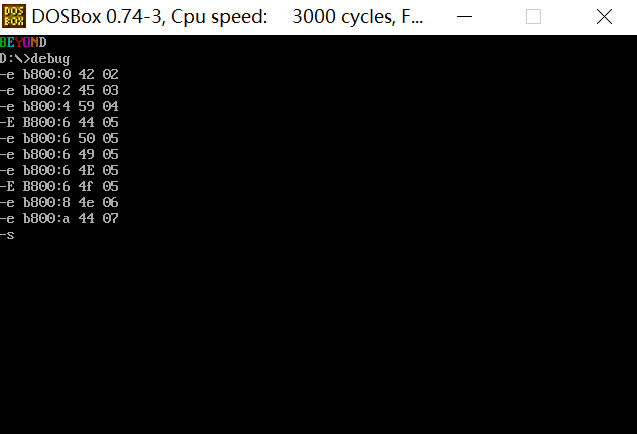 DOS
BOX
DOSBox 0.74-3, Cpu speed: 3000 cycles, F...
BEYOND
D:\>debug
-e b800:0 42 02
-e b800:2 45 03
-e b800:4 59 04
-E B800:6 44 05
-e b800:6 50 05
-e b800:6 49 05
-e b800:6 4E 05
-E B800:6 4f 05
-e b800:8 4e 06
-e b800:a 44 07
-s